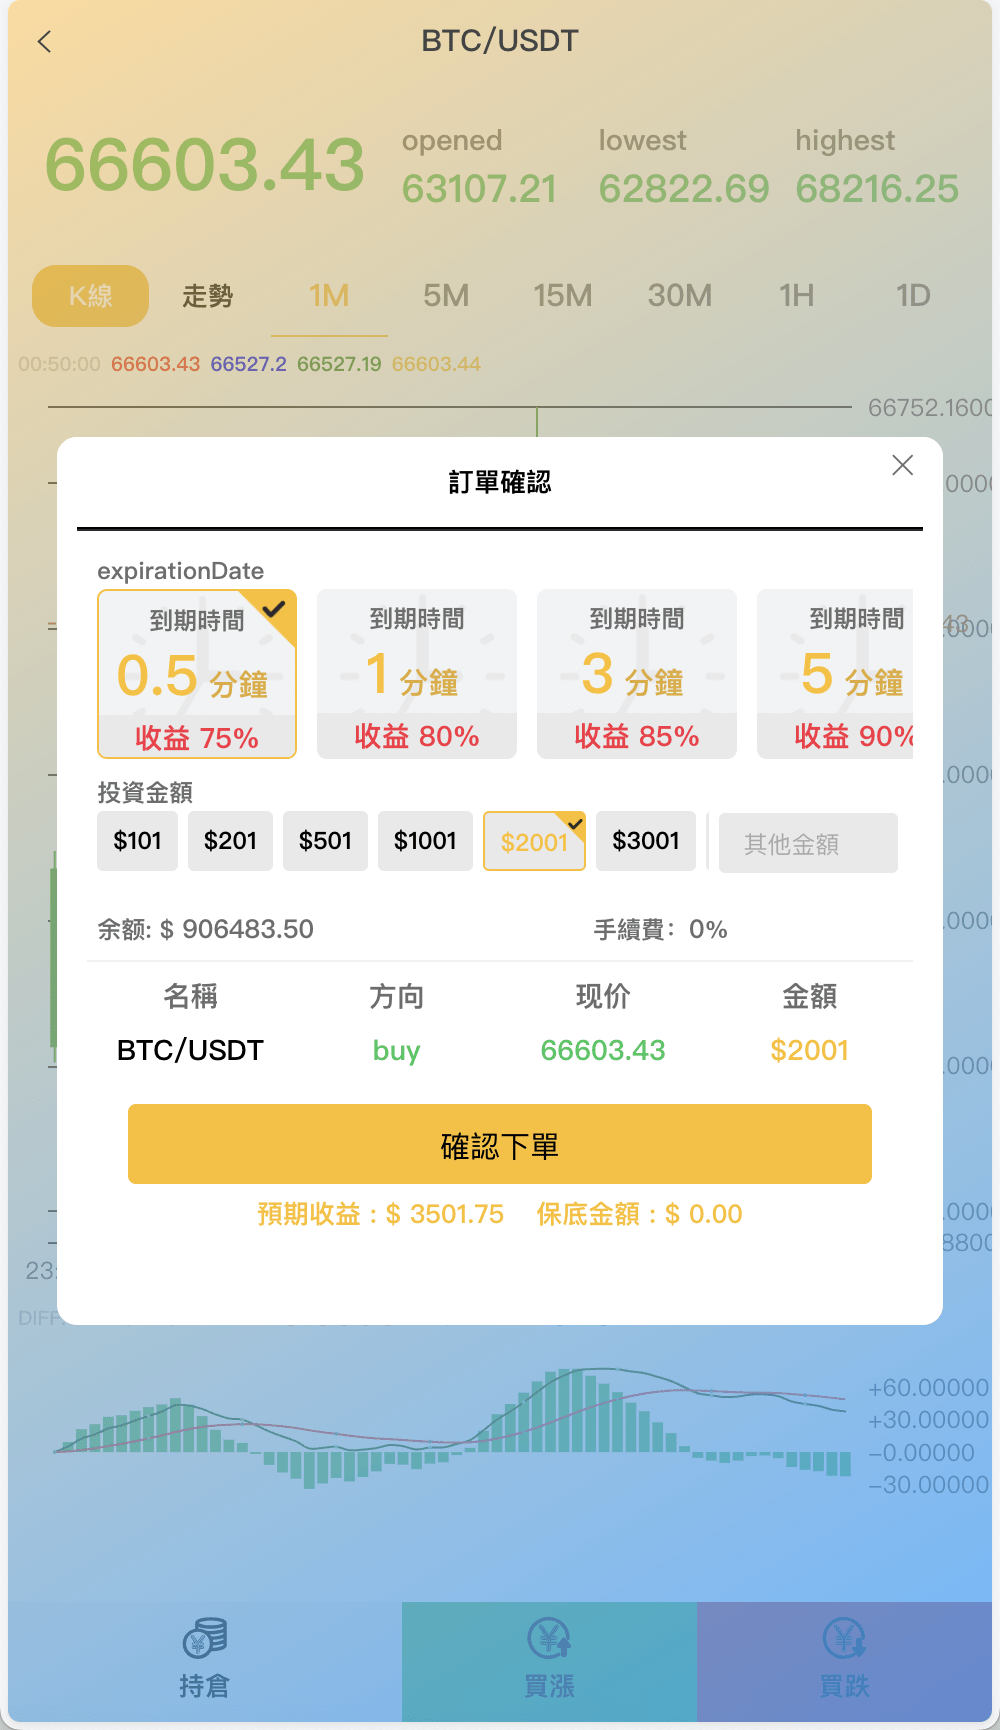 BTC/USDT
66603.43
opened lowest highest
63107.21 62822.69 68216.25
K線 走勢 1M 5M 15M 30M 1H 1D
00:50:00 66603.43 66527.2 66527.19 66603.44
66752.1600
訂單確認
expirationDate
到期時間 到期時間 到期時間 到期時間
0.5 分鐘 1 分鐘 3 分鐘 5 分鐘
收益 75% 收益 80% 收益 85% 收益 90%
投資金額
$101 $201 $501 $1001 $2001 $3001 其他金額
余额: $ 906483.50 手續費：0%
名稱 方向 现价 金額
BTC/USDT buy 66603.43 $2001
確認下單
預期收益 : $ 3501.75 保底金額 : $ 0.00
23:
DIFF:
+60.00000
+30.00000
−0.00000
−30.00000
持倉 買漲 買跌